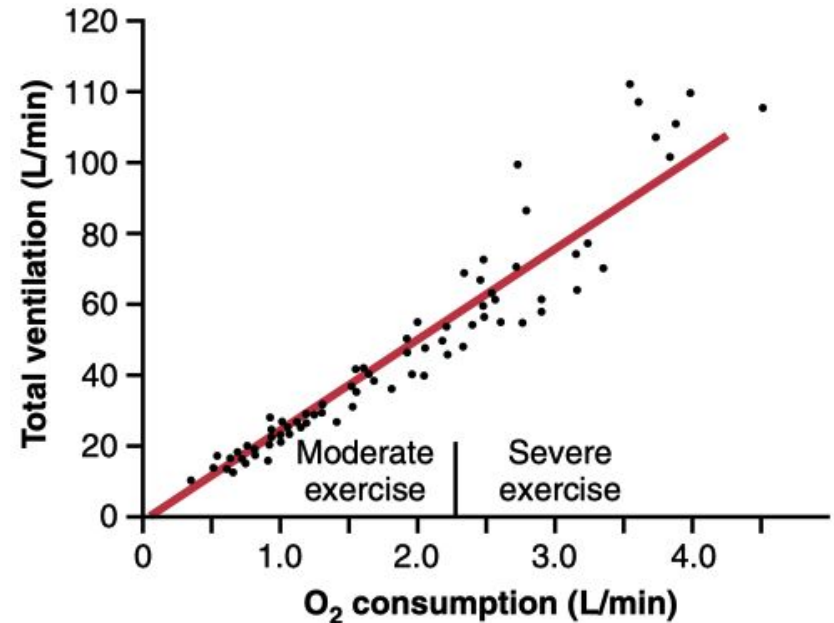 120
110
100
80
60
40
20
0
Total ventilation (L/min)
Moderate
exercise
Severe
exercise
0
1.0
2.0
3.0
4.0
O₂ consumption (L/min)